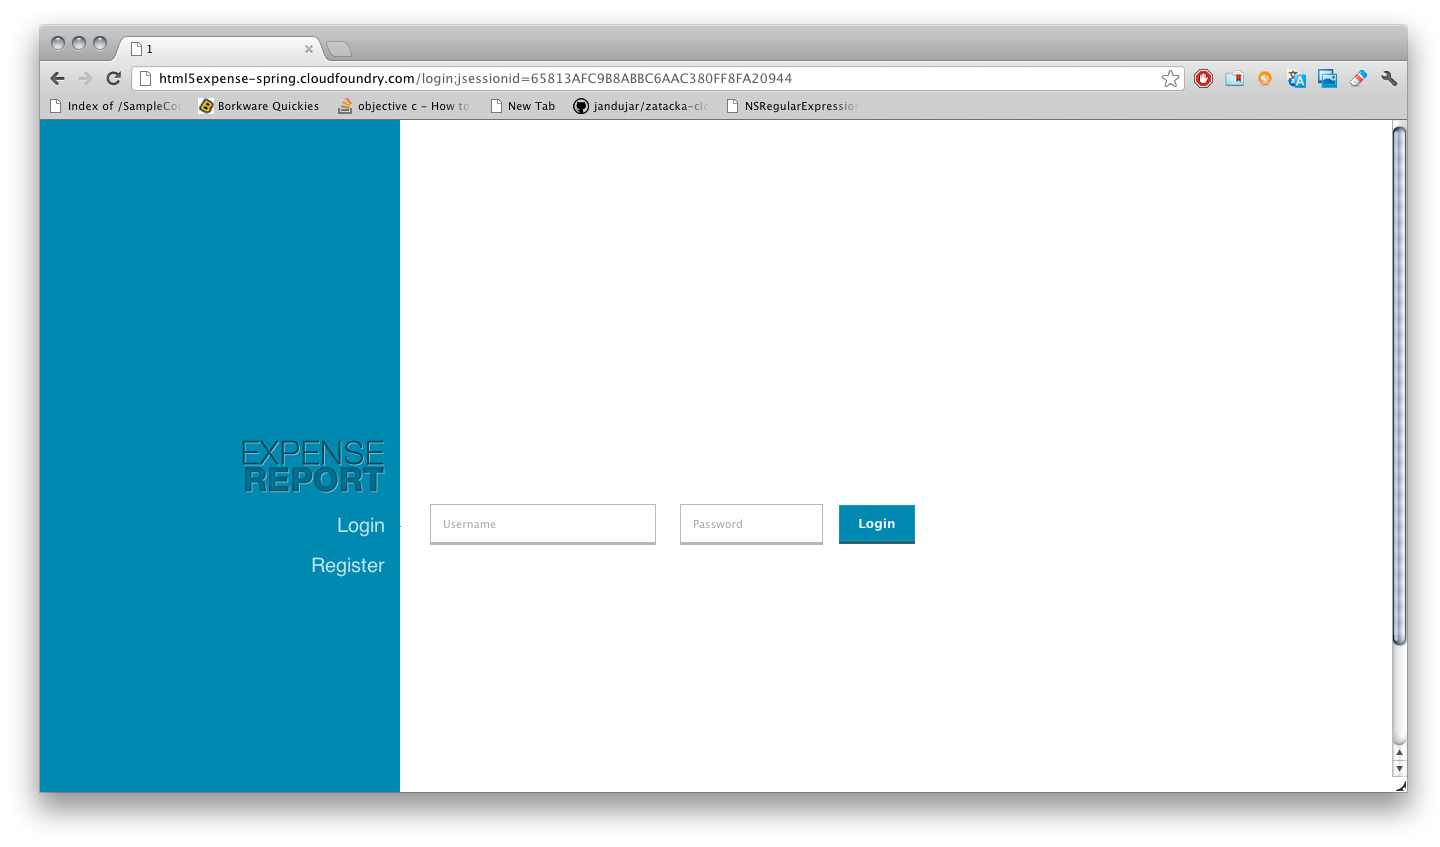 1
html5expense-spring.cloudfoundry.com/login;jsessionid=65813AFC9B8ABBC6AAC380FF8FA20944
Index of /SampleCo Borkware Quickies objective c – How to New Tab jandujar/zatacka-cl NSRegularExpression
EXPENSE
REPORT
Login
Username Password Login
Register